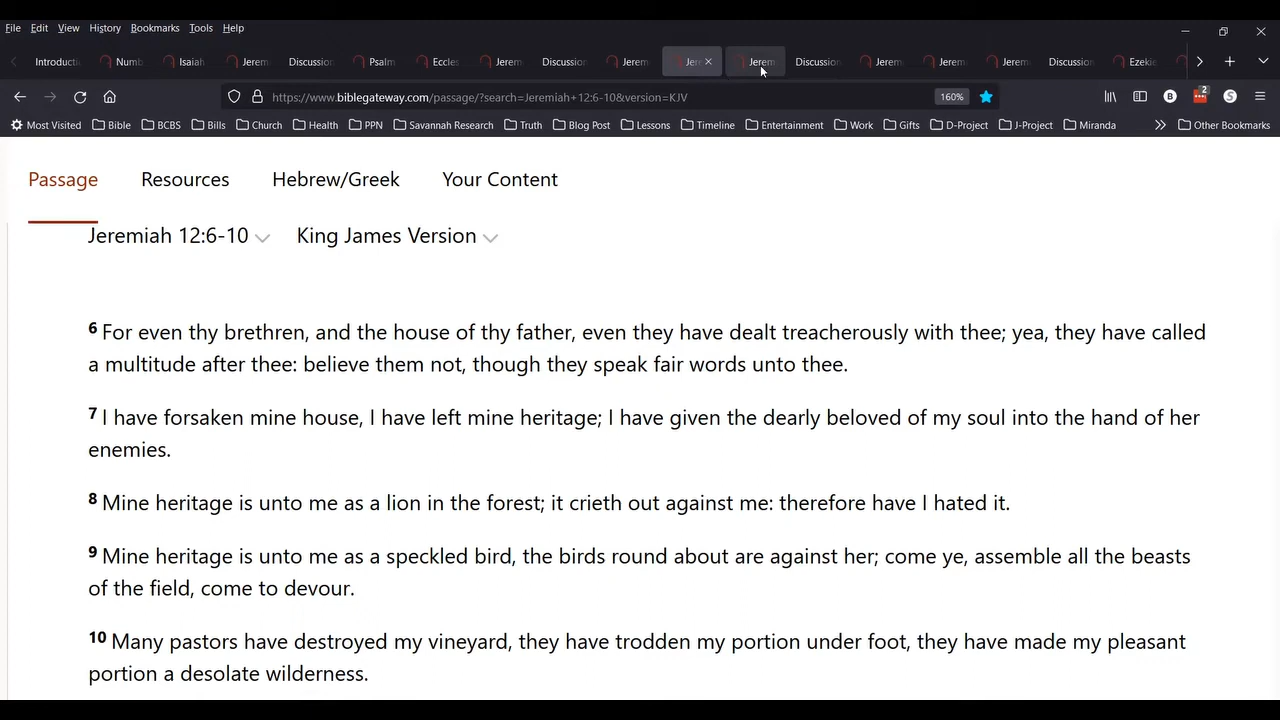 File Edit View History Bookmarks Tools Help
Introducti Numb Isaiah Jerem Discussion Psalm Eccles Jerem Discussion Jerem Jer Jerem Discussion Jerem Jerem Jerem Discussion Ezekie
https://www.biblegateway.com/passage/?search=Jeremiah+12:6-10&version=KJV 160% B 2 S
Most Visited Bible BCBS Bills Church Health PPN Savannah Research Truth Blog Post Lessons Timeline Entertainment Work Gifts D-Project J-Project Miranda Other Bookmarks
Passage Resources Hebrew/Greek Your Content
Jeremiah 12:6-10 King James Version
6 For even thy brethren, and the house of thy father, even they have dealt treacherously with thee; yea, they have called
a multitude after thee: believe them not, though they speak fair words unto thee.
7 I have forsaken mine house, I have left mine heritage; I have given the dearly beloved of my soul into the hand of her
enemies.
8 Mine heritage is unto me as a lion in the forest; it crieth out against me: therefore have I hated it.
9 Mine heritage is unto me as a speckled bird, the birds round about are against her; come ye, assemble all the beasts
of the field, come to devour.
10 Many pastors have destroyed my vineyard, they have trodden my portion under foot, they have made my pleasant
portion a desolate wilderness.